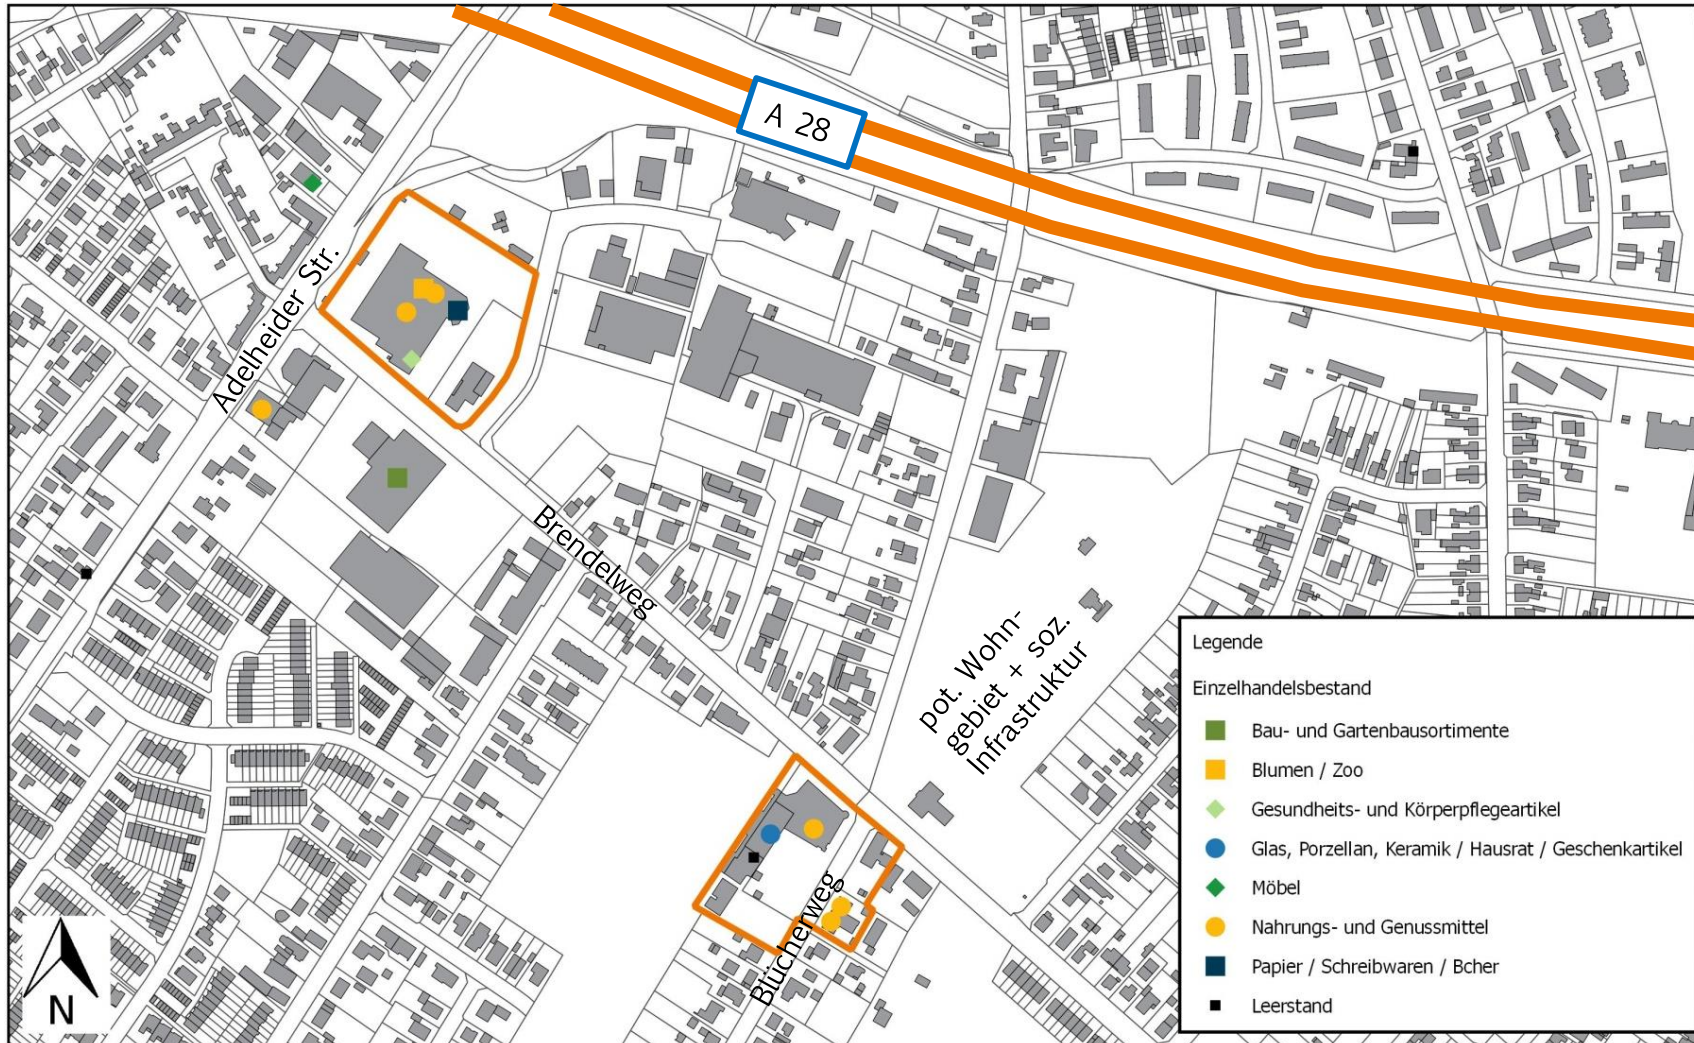 A 28
Adelheider Str.
Brendelweg
pot. Wohn-
gebiet + soz.
Infrastruktur
Blücherweg
N
Legende
Einzelhandelsbestand
Bau- und Gartenbausortimente
Blumen / Zoo
Gesundheits- und Körperpflegeartikel
Glas, Porzellan, Keramik / Hausrat / Geschenkartikel
Möbel
Nahrungs- und Genussmittel
Papier / Schreibwaren / Bcher
Leerstand